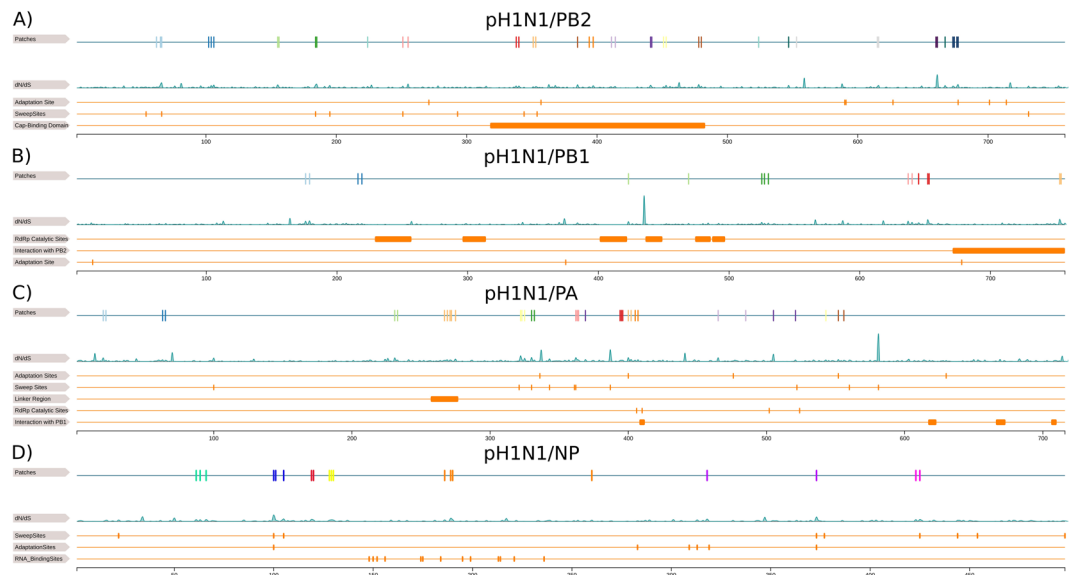 A)
pH1N1/PB2
Patches
dN/dS
Adaptation Site
SweepSites
Cap-Binding Domain
100 200 300 400 500 600 700
B)
pH1N1/PB1
Patches
dN/dS
RdRp Catalytic Sites
Interaction with PB2
Adaptation Site
100 200 300 400 500 600 700
C)
pH1N1/PA
Patches
dN/dS
Adaptation Sites
Sweep Sites
Linker Region
RdRp Catalytic Sites
Interaction with PB1
100 200 300 400 500 600 700
D)
pH1N1/NP
Patches
dN/dS
SweepSites
AdaptationSites
RNA_BindingSites
50 100 150 200 250 300 350 400 450